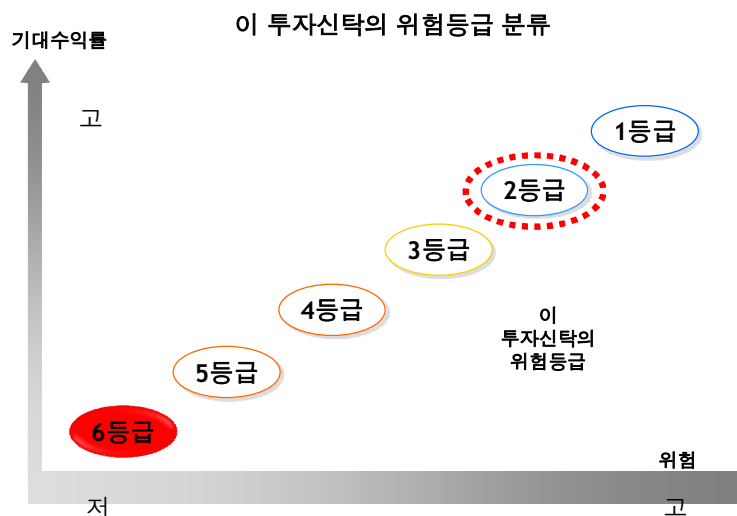 이 투자신탁의 위험등급 분류
기대수익률
고
1등급
2등급
3등급
4등급
이
투자신탁의
위험등급
5등급
6등급
위험
저
고